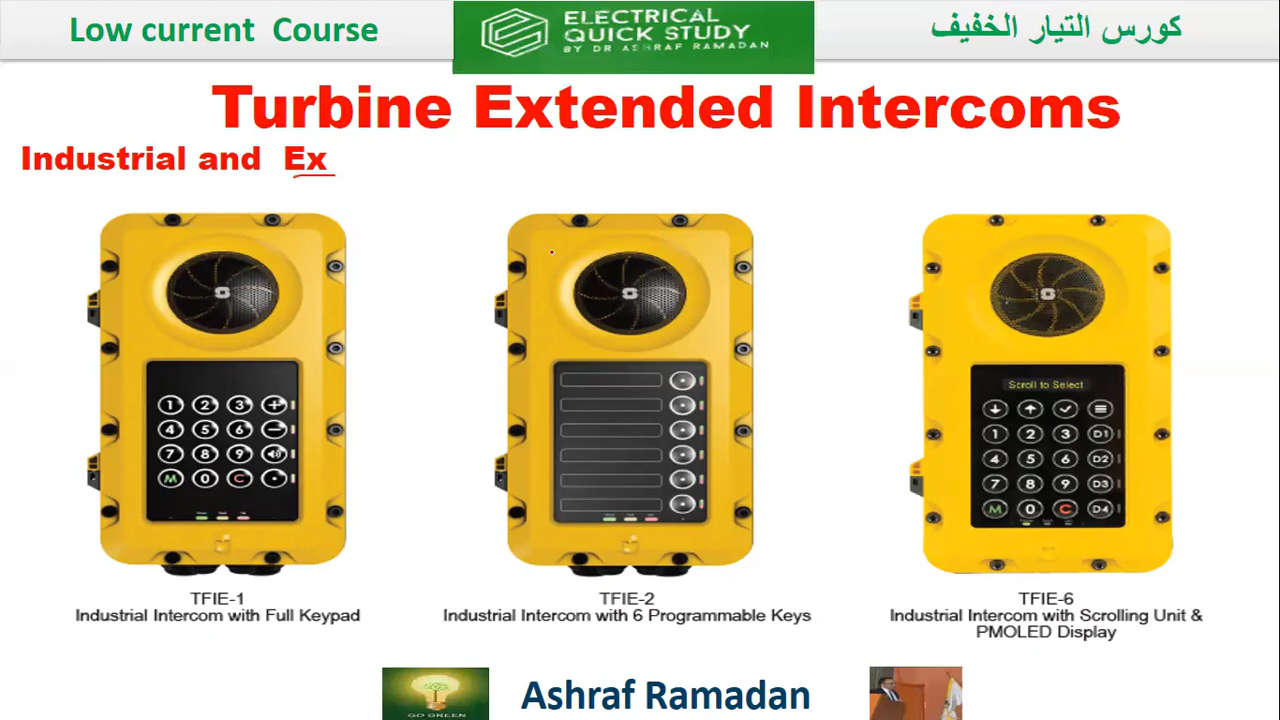 Low current Course
ELECTRICAL
QUICK STUDY
BY DR ASHRAF RAMADAN
كورس التيار الخفيف
Turbine Extended Intercoms
Industrial and Ex
1 2 3 +
4 5 6 −
7 8 9
M 0 C
Scroll to Select
1 2 3 D1
4 5 6 D2
7 8 9 D3
M 0 C D4
TFIE-1
Industrial Intercom with Full Keypad
TFIE-2
Industrial Intercom with 6 Programmable Keys
TFIE-6
Industrial Intercom with Scrolling Unit &
PMOLED Display
GO GREEN
Ashraf Ramadan